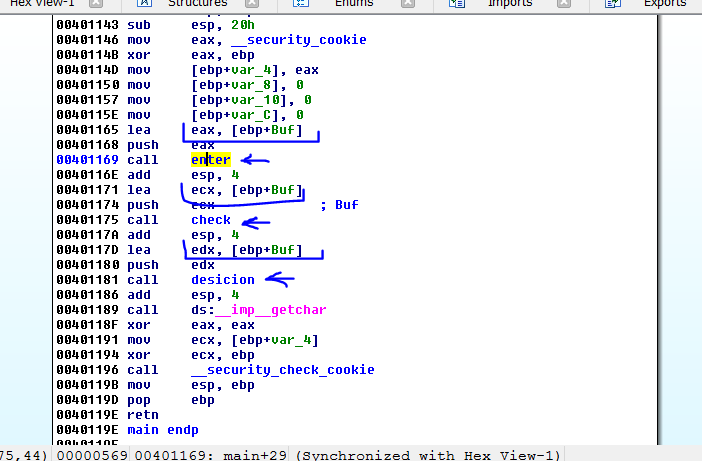 Hex View-1 Structures Enums Imports Exports
00401143 sub esp, 20h
00401146 mov eax, __security_cookie
0040114B xor eax, ebp
0040114D mov [ebp+var_4], eax
00401150 mov [ebp+var_8], 0
00401157 mov [ebp+var_10], 0
0040115E mov [ebp+var_C], 0
00401165 lea eax, [ebp+Buf]
00401168 push eax
00401169 call enter
0040116E add esp, 4
00401171 lea ecx, [ebp+Buf]
00401174 push ecx ; Buf
00401175 call check
0040117A add esp, 4
0040117D lea edx, [ebp+Buf]
00401180 push edx
00401181 call desicion
00401186 add esp, 4
00401189 call ds:__imp__getchar
0040118F xor eax, eax
00401191 mov ecx, [ebp+var_4]
00401194 xor ecx, ebp
00401196 call __security_check_cookie
0040119B mov esp, ebp
0040119D pop ebp
0040119E retn
0040119E main endp
75,44) 00000569 00401169: main+29 (Synchronized with Hex View-1)